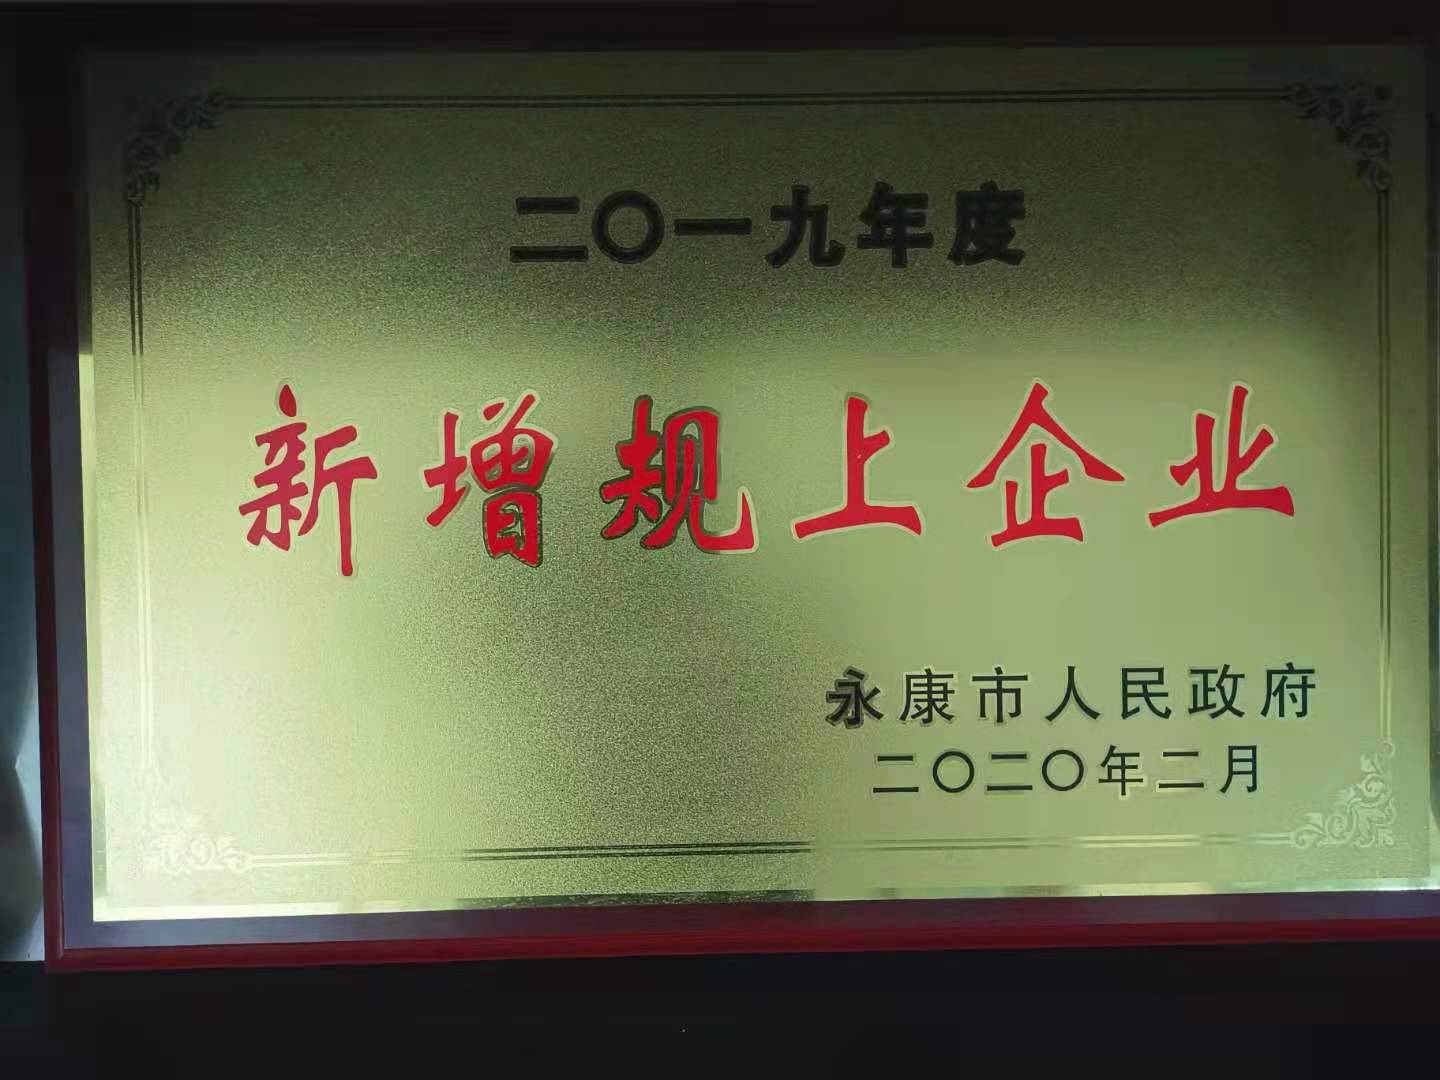 二〇一九年度
新增规上企业
永康市人民政府
二〇二〇年二月